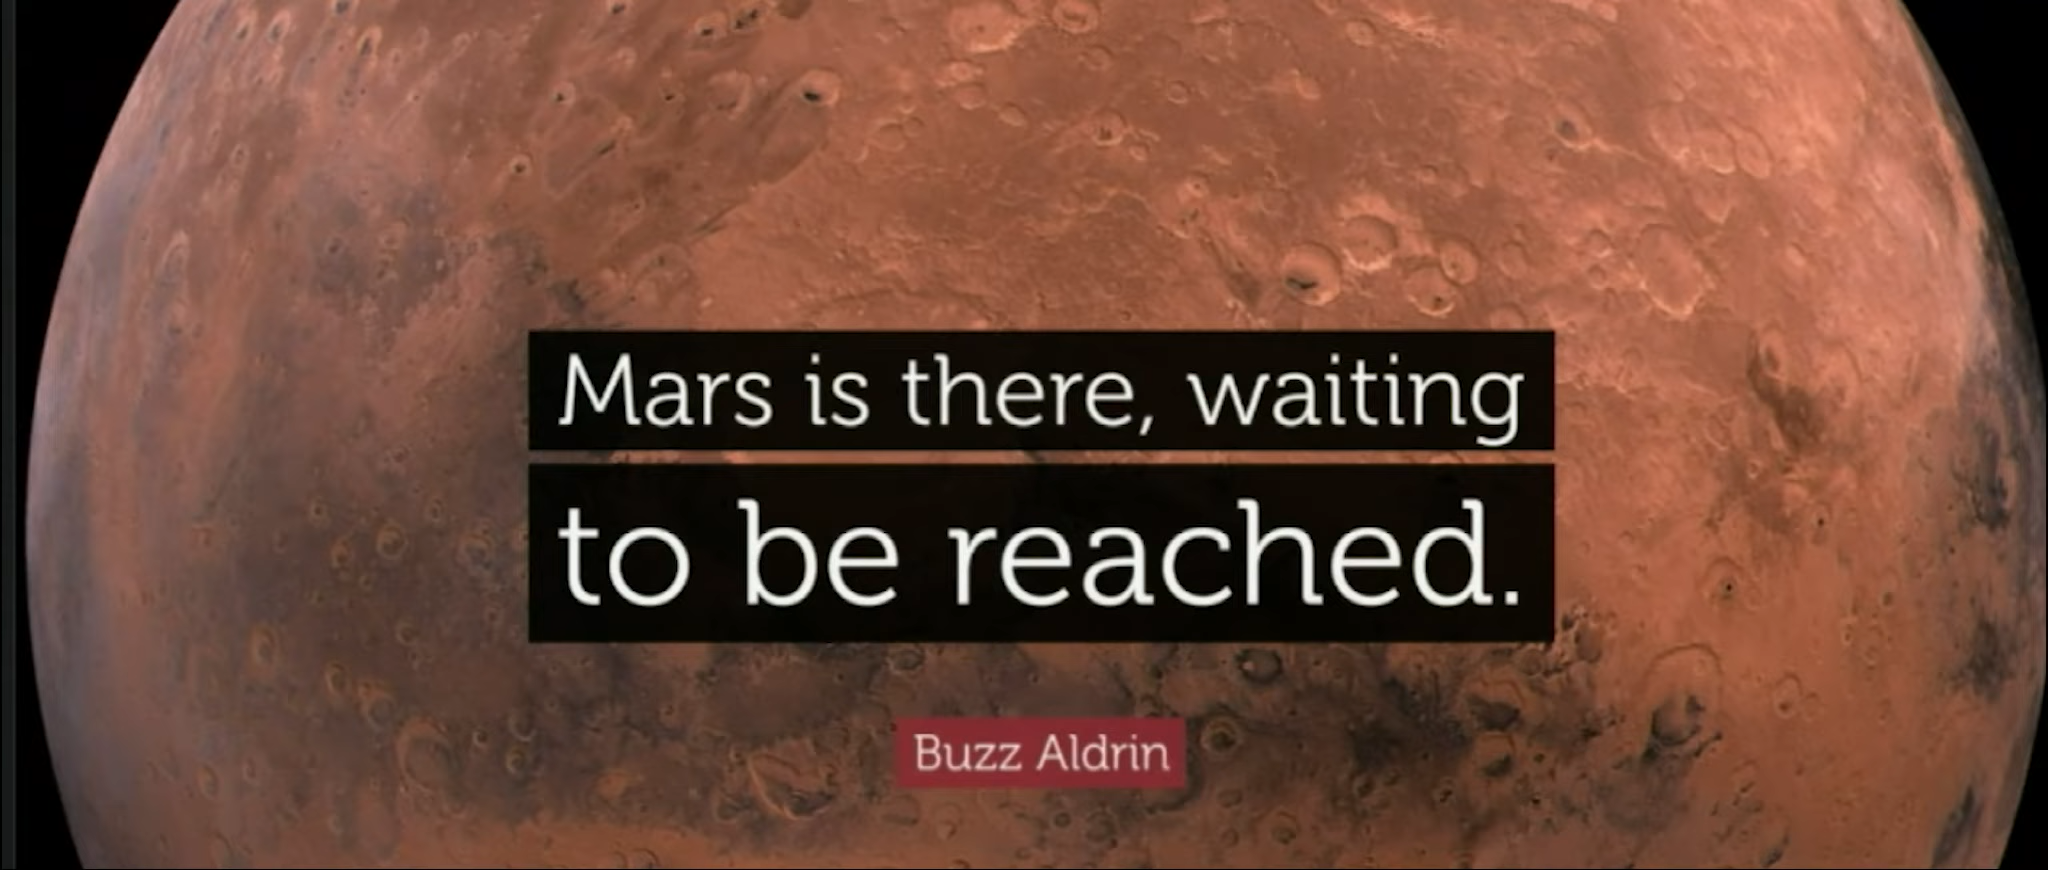 Mars is there, waiting
to be reached.
Buzz Aldrin